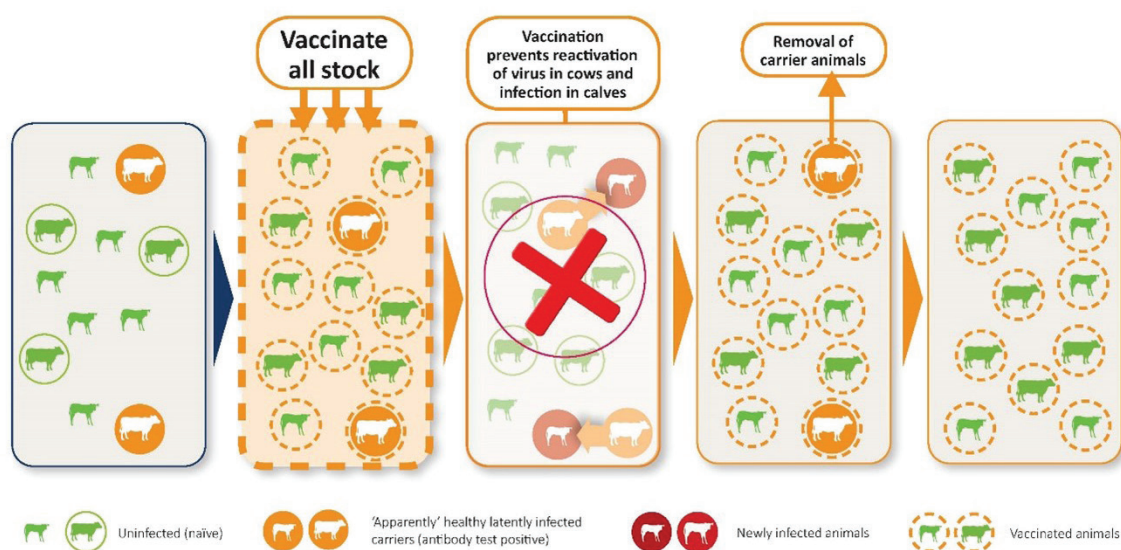 Vaccinate
all stock
Vaccination
prevents reactivation
of virus in cows and
infection in calves
Removal of
carrier animals
Uninfected (naïve)
'Apparently' healthy latently infected
carriers (antibody test positive)
Newly infected animals
Vaccinated animals